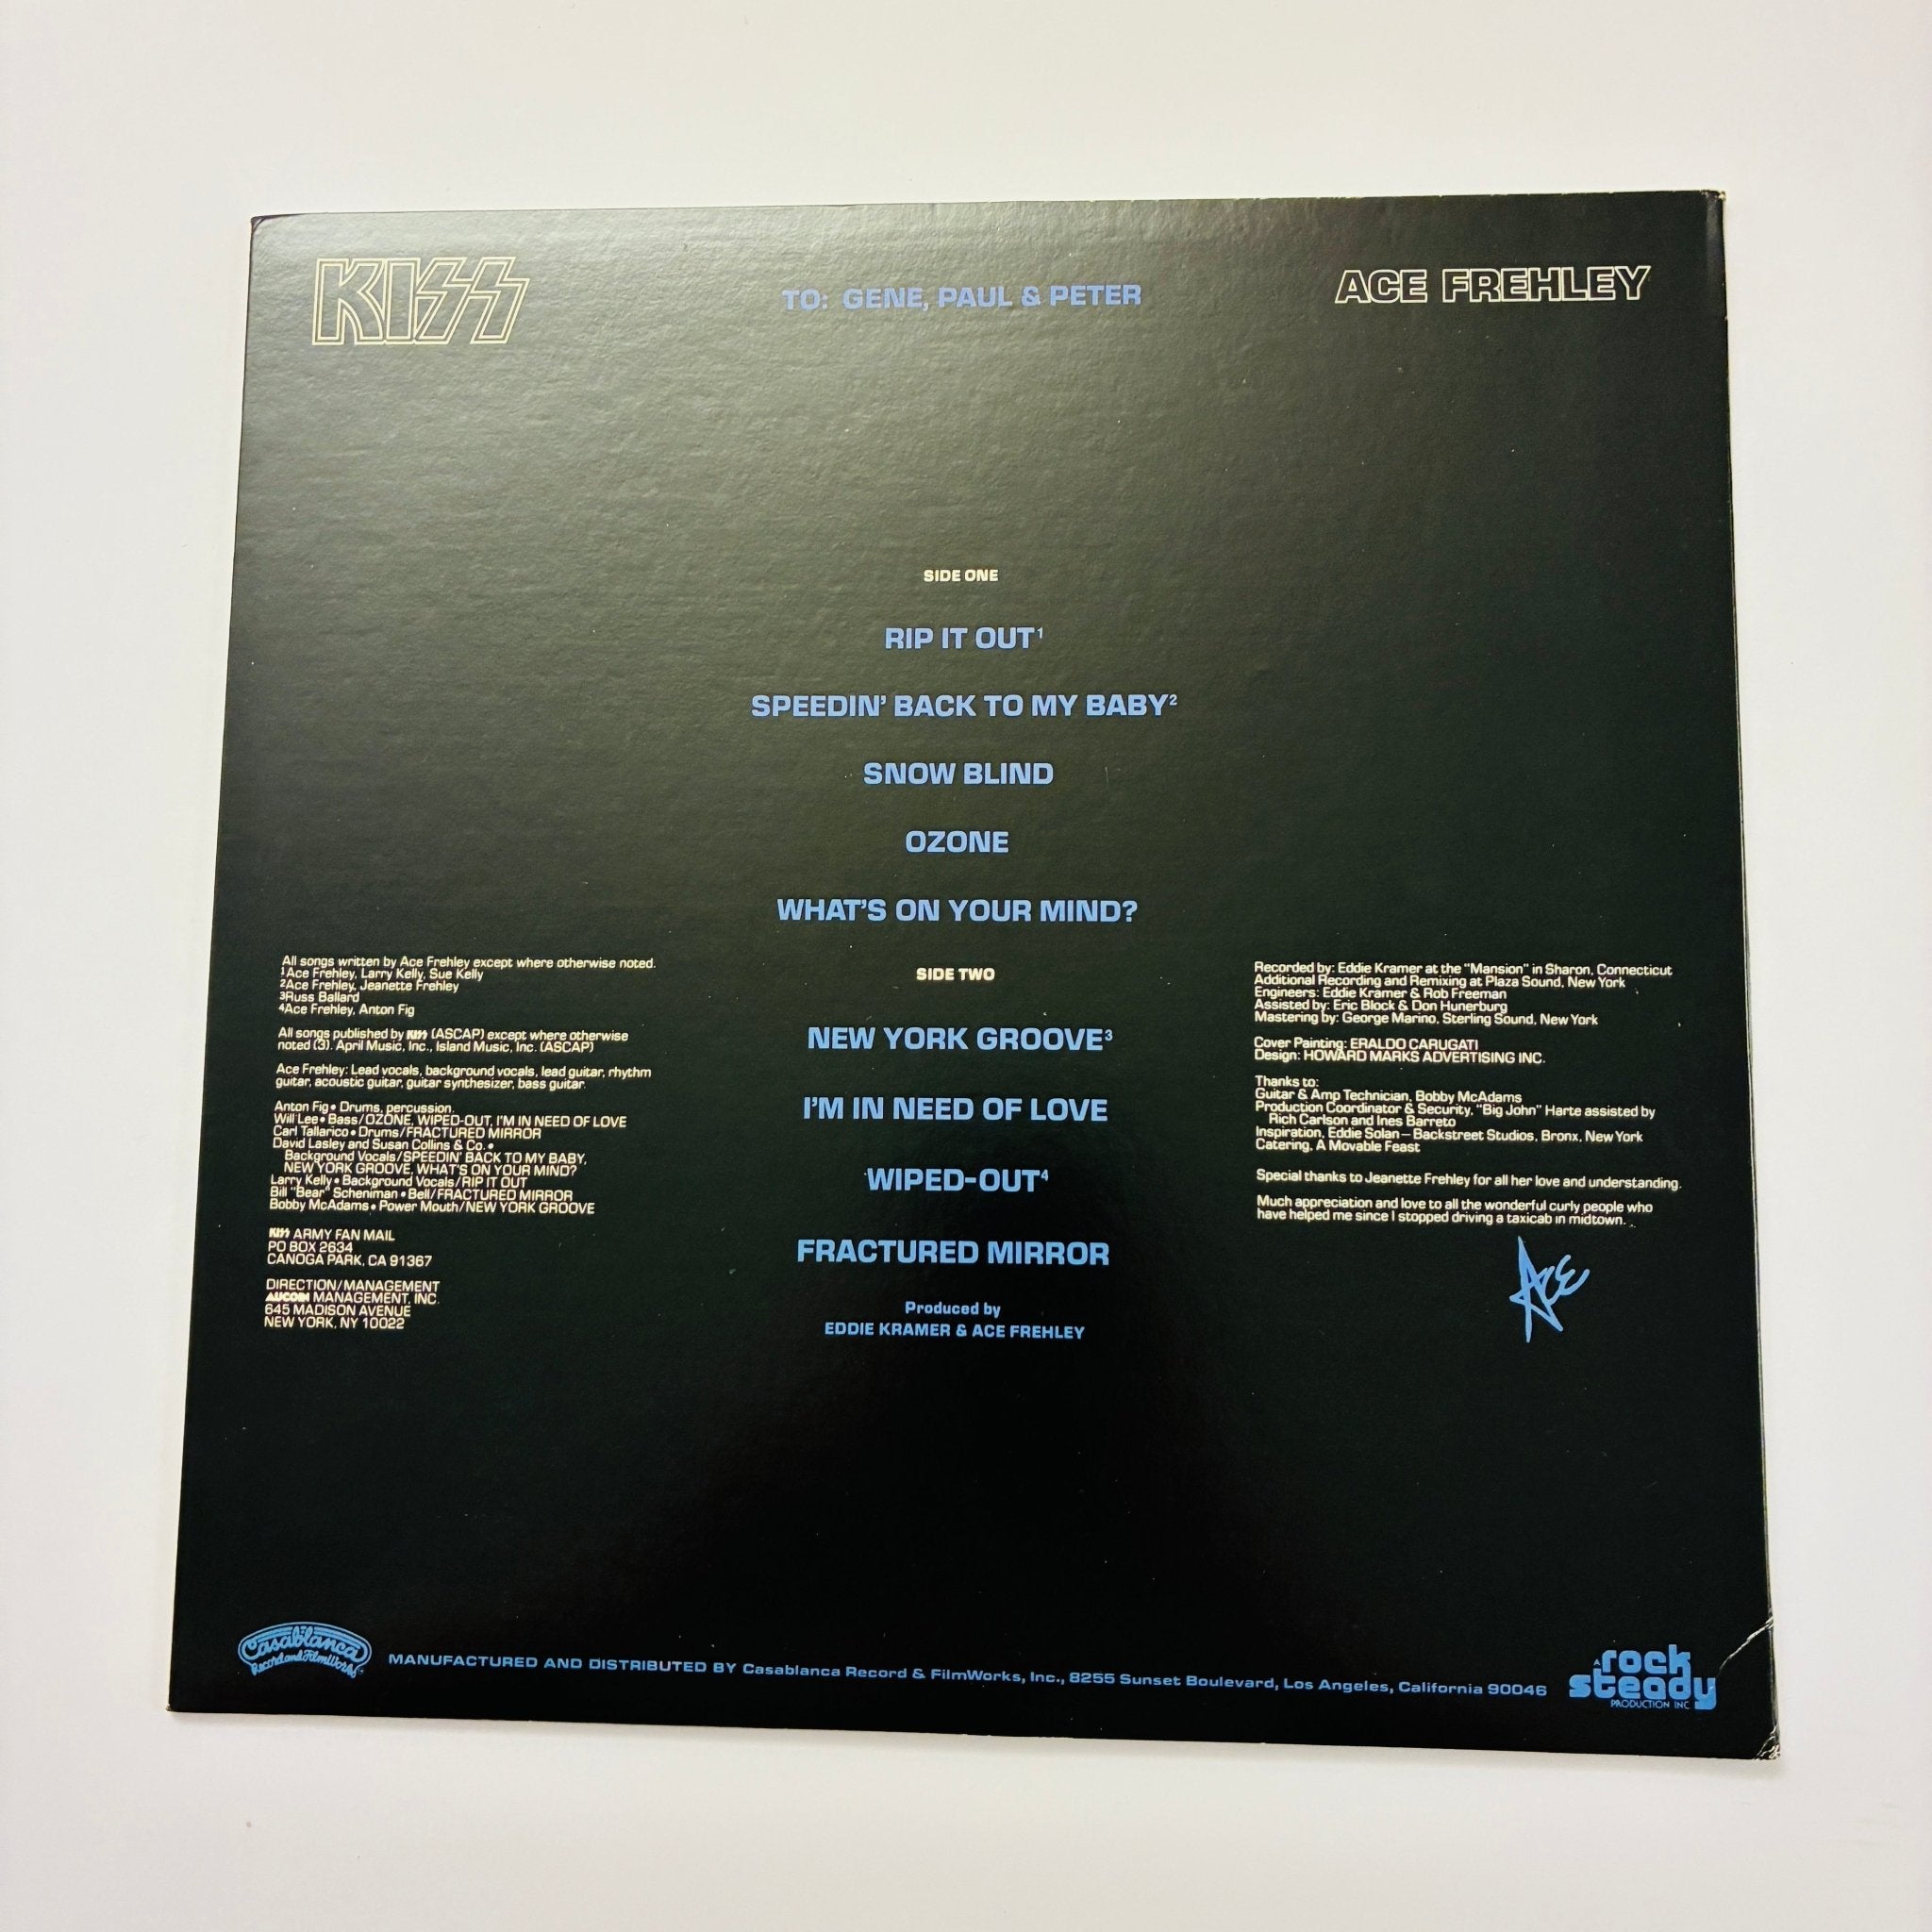 KISS
TO: GENE, PAUL & PETER
ACE FREHLEY
SIDE ONE
RIP IT OUT¹
SPEEDIN' BACK TO MY BABY²
SNOW BLIND
OZONE
WHAT'S ON YOUR MIND?
SIDE TWO
NEW YORK GROOVE³
I'M IN NEED OF LOVE
WIPED-OUT⁴
FRACTURED MIRROR
Produced by
EDDIE KRAMER & ACE FREHLEY
All songs written by Ace Frehley except where otherwise noted.
¹Ace Frehley, Larry Kelly, Sue Kelly
²Ace Frehley, Jeanette Frehley
³Russ Ballard
⁴Ace Frehley, Anton Fig
All songs published by KISS (ASCAP) except where otherwise
noted (3). April Music, Inc., Island Music, Inc. (ASCAP)
Ace Frehley: Lead vocals, background vocals, lead guitar, rhythm
guitar, acoustic guitar, guitar synthesizer, bass guitar.
Anton Fig • Drums, percussion.
Will Lee • Bass/OZONE, WIPED-OUT, I'M IN NEED OF LOVE
Carl Tallarico • Drums/FRACTURED MIRROR
David Lasley and Susan Collins & Co. •
Background Vocals/SPEEDIN' BACK TO MY BABY,
NEW YORK GROOVE, WHAT'S ON YOUR MIND?
Larry Kelly • Background Vocals/RIP IT OUT
Bill "Bear" Scheniman • Bell/FRACTURED MIRROR
Bobby McAdams • Power Mouth/NEW YORK GROOVE
KISS ARMY FAN MAIL
PO BOX 2634
CANOGA PARK, CA 91367
DIRECTION/MANAGEMENT
AUCOIN MANAGEMENT, INC.
645 MADISON AVENUE
NEW YORK, NY 10022
Recorded by: Eddie Kramer at the "Mansion" in Sharon, Connecticut
Additional Recording and Remixing at Plaza Sound, New York
Engineers: Eddie Kramer & Rob Freeman
Assisted by: Eric Block & Don Hunerburg
Mastering by: George Marino, Sterling Sound, New York
Cover Painting: ERALDO CARUGATI
Design: HOWARD MARKS ADVERTISING INC.
Thanks to:
Guitar & Amp Technician, Bobby McAdams
Production Coordinator & Security, "Big John" Harte assisted by
Rich Carlson and Ines Barreto
Inspiration, Eddie Solan — Backstreet Studios, Bronx, New York
Catering, A Movable Feast
Special thanks to Jeanette Frehley for all her love and understanding.
Much appreciation and love to all the wonderful curly people who
have helped me since I stopped driving a taxicab in midtown.
Ace
Casablanca
Record and FilmWorks
MANUFACTURED AND DISTRIBUTED BY Casablanca Record & FilmWorks, Inc., 8255 Sunset Boulevard, Los Angeles, California 90046
A rock
steady
PRODUCTION INC